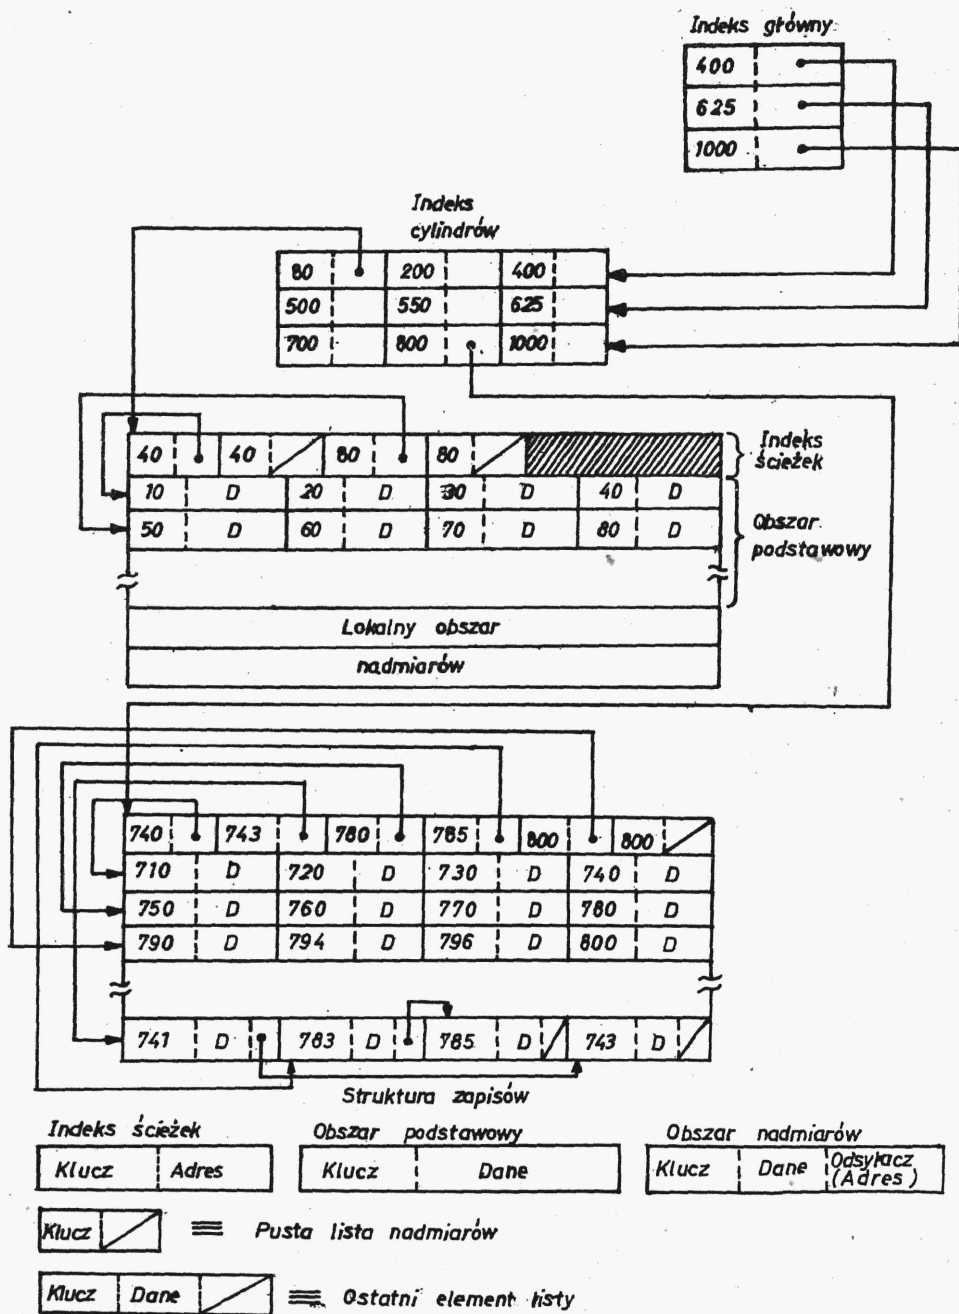 Indeks główny
400
625
1000
Indeks
cylindrów
80 200 400
500 550 625
700 800 1000
40 40 80 80
Indeks
ścieżek
10 D 20 D 30 D 40 D
50 D 60 D 70 D 80 D
Obszar
podstawowy
Lokalny obszar
nadmiarów
740 743 780 785 800 800
710 D 720 D 730 D 740 D
750 D 760 D 770 D 780 D
790 D 794 D 796 D 800 D
741 D 783 D 785 D 743 D
Struktura zapisów
Indeks ścieżek
Klucz Adres
Obszar podstawowy
Klucz Dane
Obszar nadmiarów
Klucz Dane Odsyłacz
(Adres)
Klucz ≡ Pusta lista nadmiarów
Klucz Dane ≡ Ostatni element listy